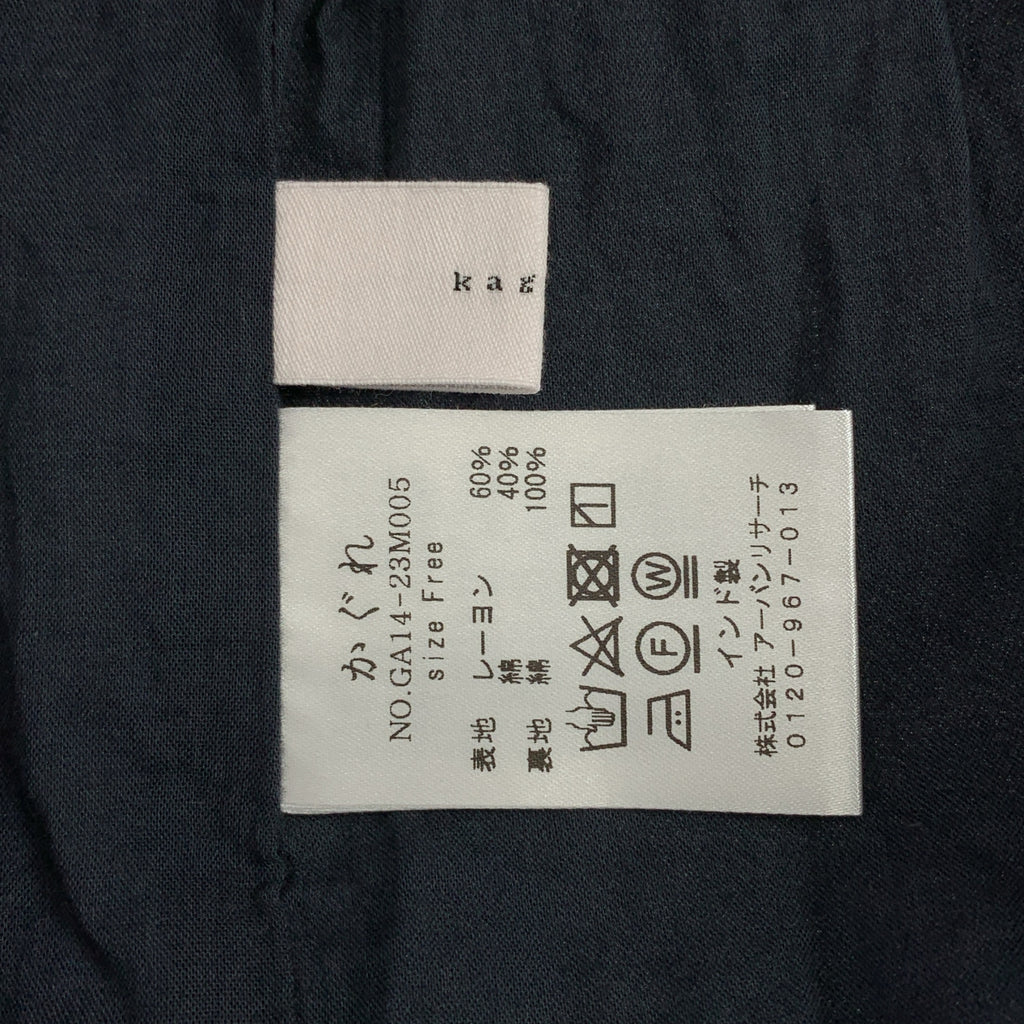 kag
かぐれ
NO.GA14-23M005
size Free
表地 レーヨン 60%
綿 40%
裏地 綿 100%
F W
インド製
株式会社 アーバンリサーチ
0120-967-013